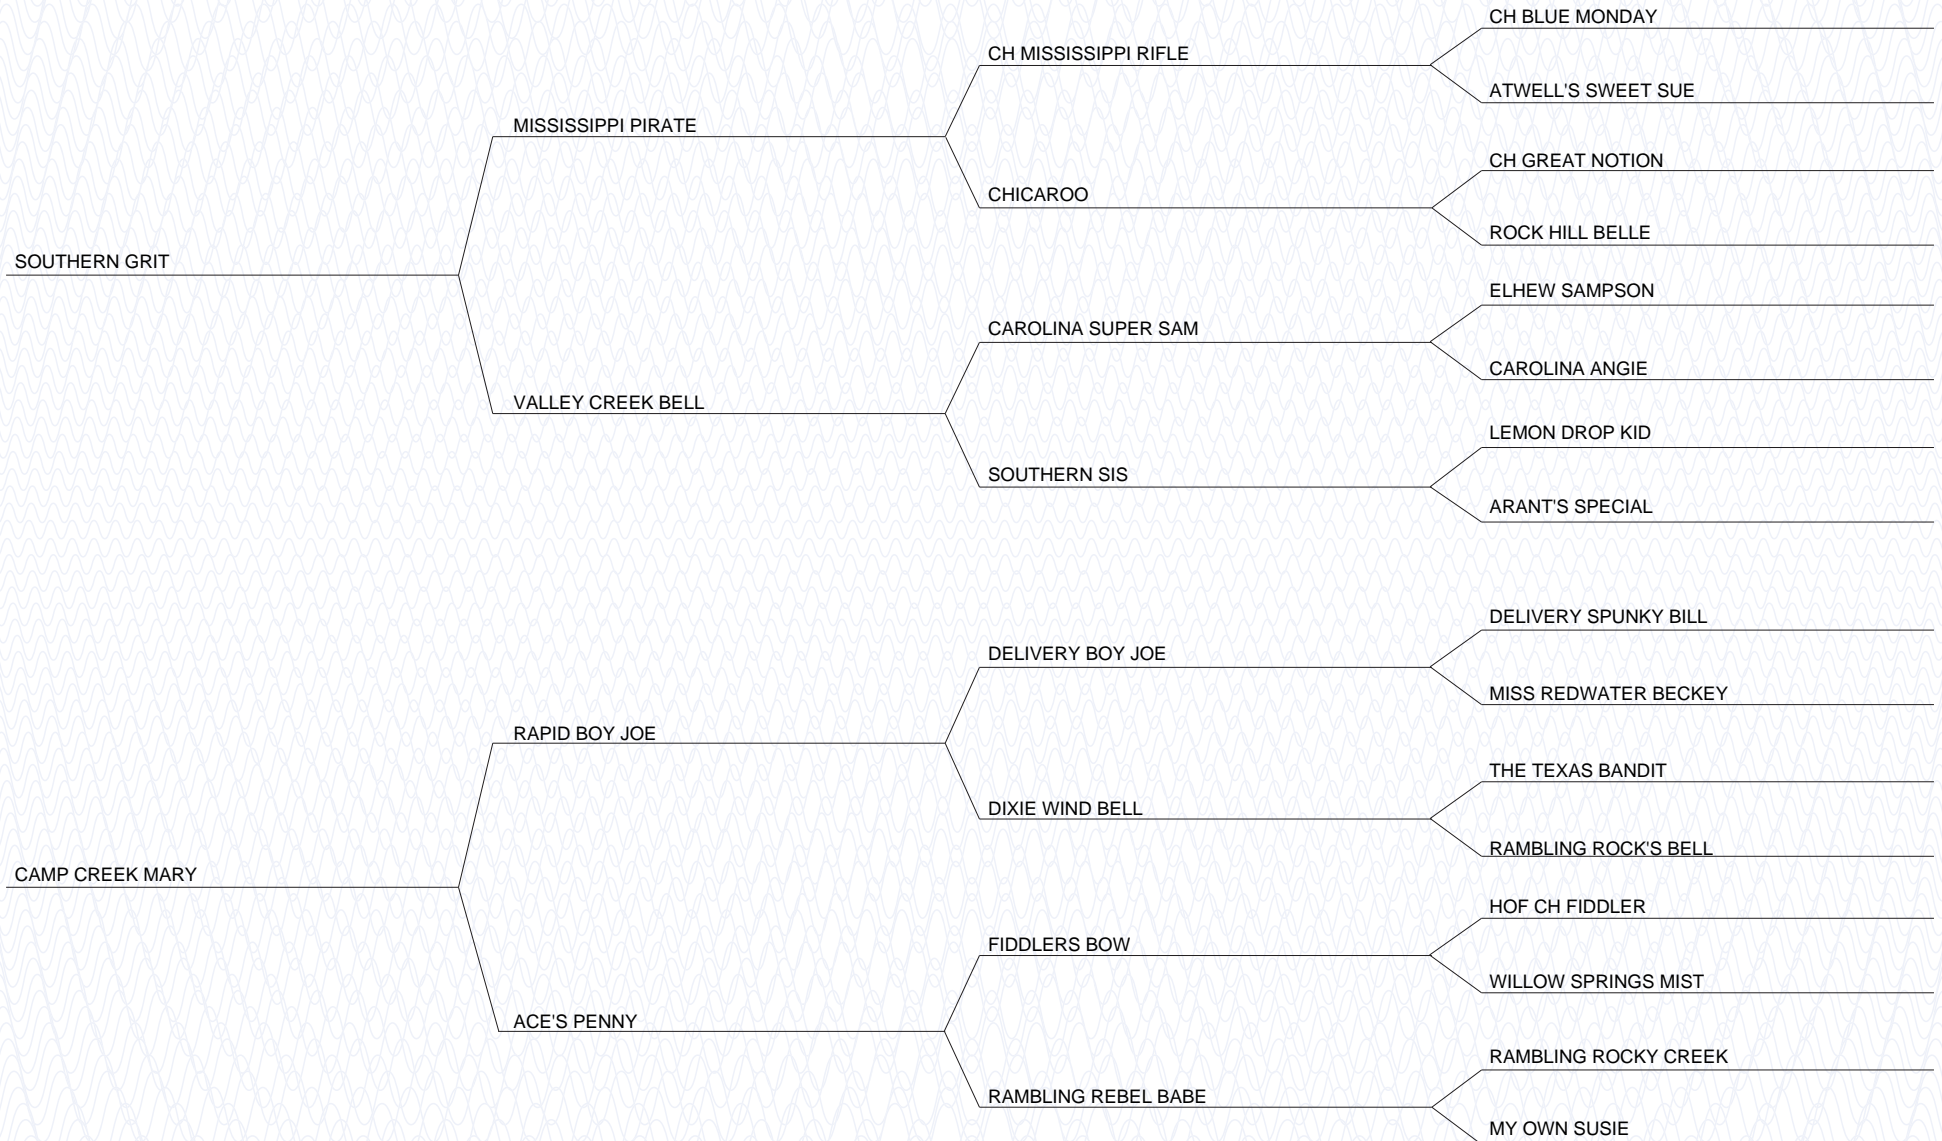 CH BLUE MONDAY
CH MISSISSIPPI RIFLE
ATWELL'S SWEET SUE
MISSISSIPPI PIRATE
CH GREAT NOTION
CHICAROO
ROCK HILL BELLE
SOUTHERN GRIT
ELHEW SAMPSON
CAROLINA SUPER SAM
CAROLINA ANGIE
VALLEY CREEK BELL
LEMON DROP KID
SOUTHERN SIS
ARANT'S SPECIAL
DELIVERY SPUNKY BILL
DELIVERY BOY JOE
MISS REDWATER BECKEY
RAPID BOY JOE
THE TEXAS BANDIT
DIXIE WIND BELL
RAMBLING ROCK'S BELL
CAMP CREEK MARY
HOF CH FIDDLER
FIDDLERS BOW
WILLOW SPRINGS MIST
ACE'S PENNY
RAMBLING ROCKY CREEK
RAMBLING REBEL BABE
MY OWN SUSIE